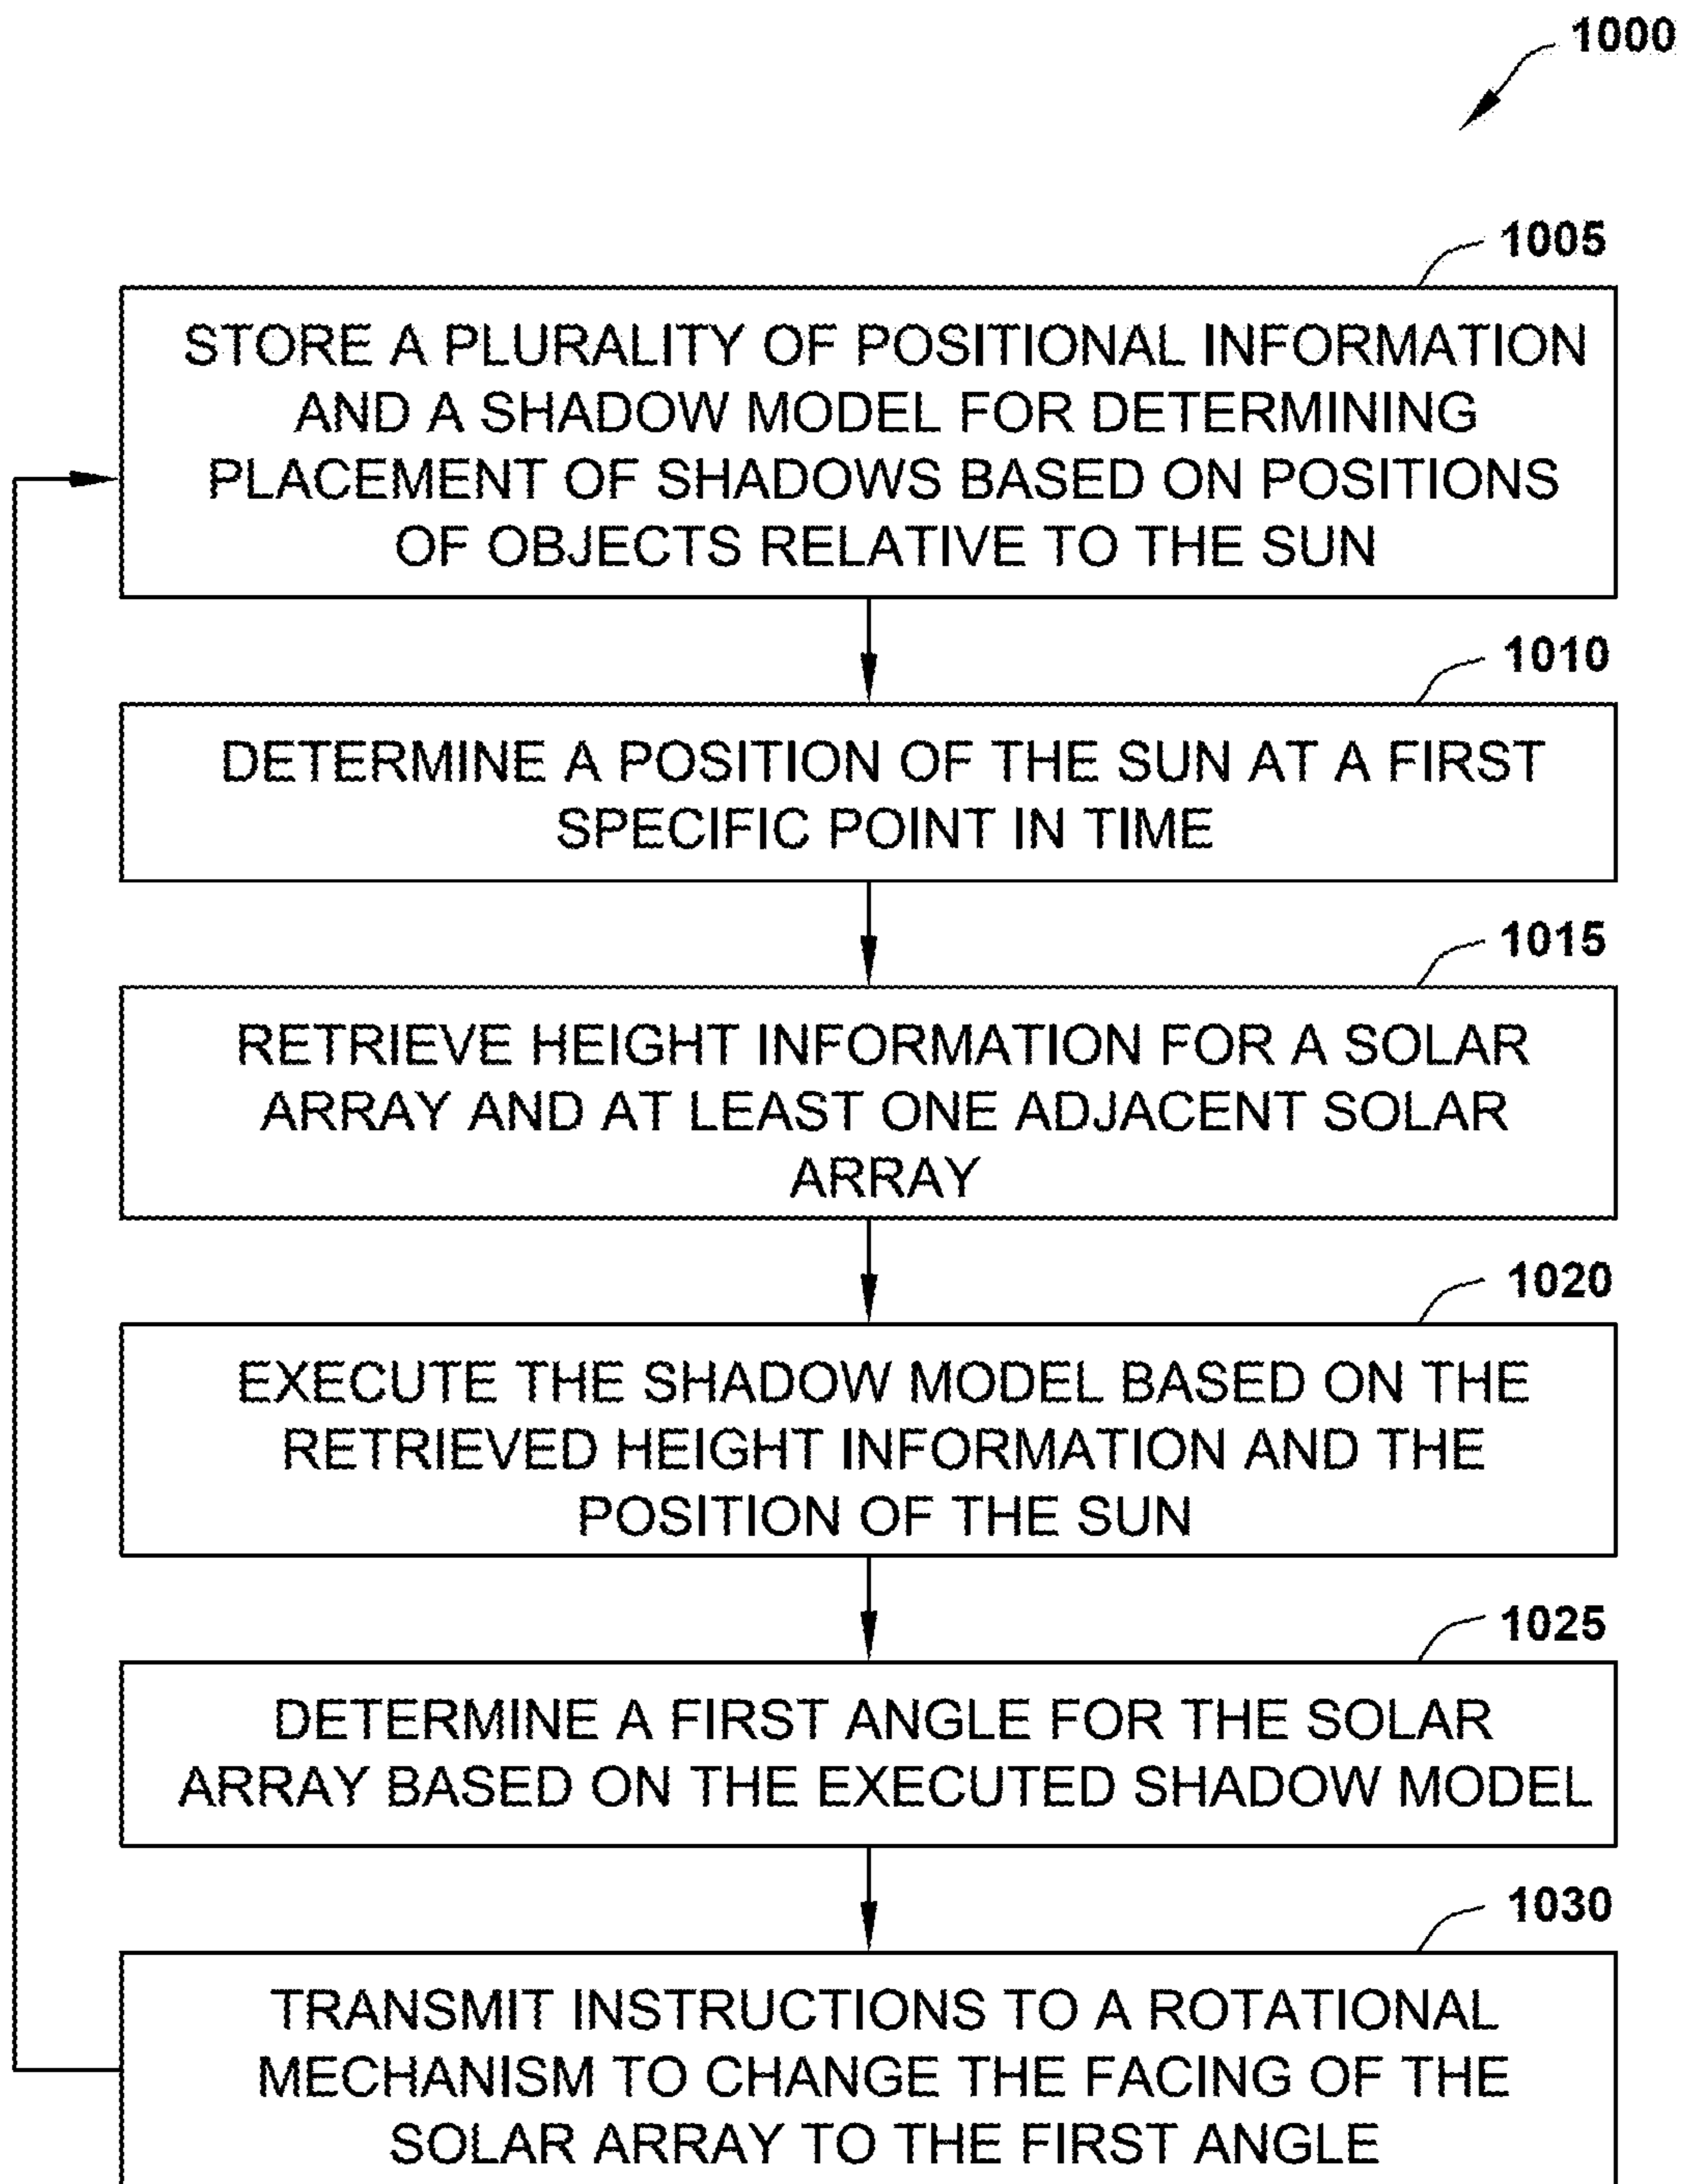 1000
1005
STORE A PLURALITY OF POSITIONAL INFORMATION
AND A SHADOW MODEL FOR DETERMINING
PLACEMENT OF SHADOWS BASED ON POSITIONS
OF OBJECTS RELATIVE TO THE SUN
1010
DETERMINE A POSITION OF THE SUN AT A FIRST
SPECIFIC POINT IN TIME
1015
RETRIEVE HEIGHT INFORMATION FOR A SOLAR
ARRAY AND AT LEAST ONE ADJACENT SOLAR
ARRAY
1020
EXECUTE THE SHADOW MODEL BASED ON THE
RETRIEVED HEIGHT INFORMATION AND THE
POSITION OF THE SUN
1025
DETERMINE A FIRST ANGLE FOR THE SOLAR
ARRAY BASED ON THE EXECUTED SHADOW MODEL
1030
TRANSMIT INSTRUCTIONS TO A ROTATIONAL
MECHANISM TO CHANGE THE FACING OF THE
SOLAR ARRAY TO THE FIRST ANGLE